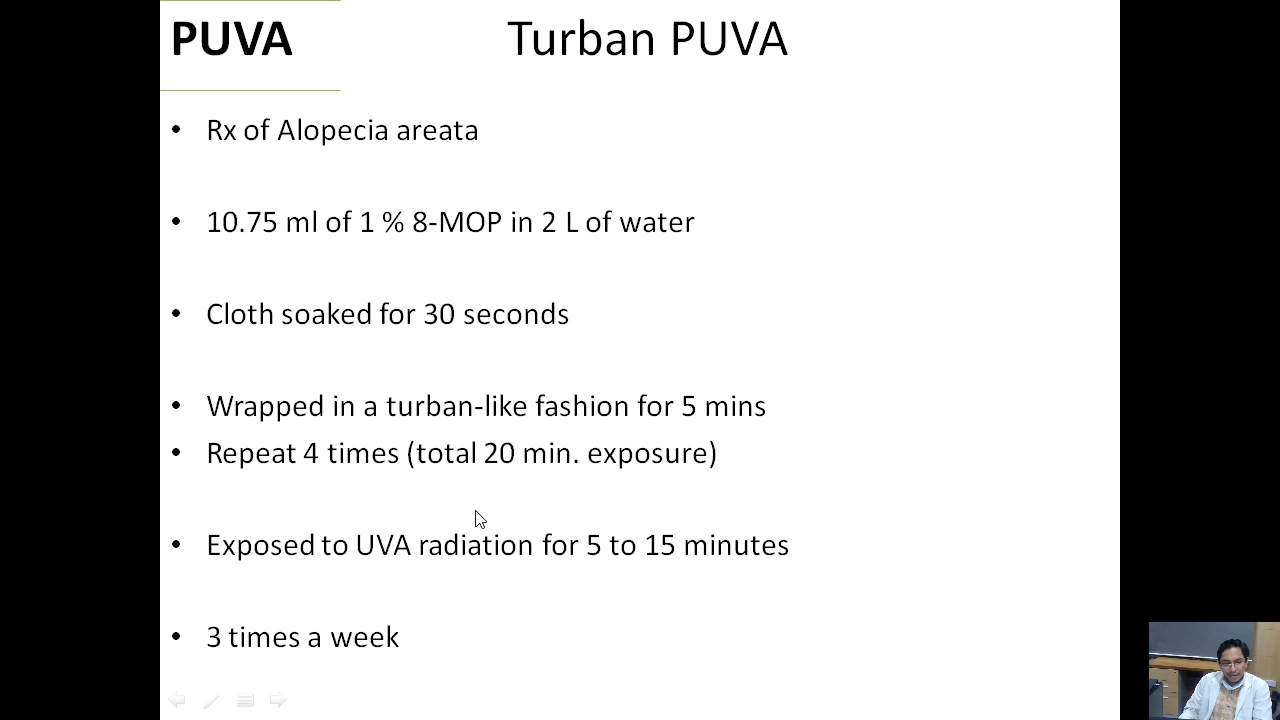 PUVA
Turban PUVA
• Rx of Alopecia areata
• 10.75 ml of 1 % 8-MOP in 2 L of water
• Cloth soaked for 30 seconds
• Wrapped in a turban-like fashion for 5 mins
• Repeat 4 times (total 20 min. exposure)
• Exposed to UVA radiation for 5 to 15 minutes
• 3 times a week